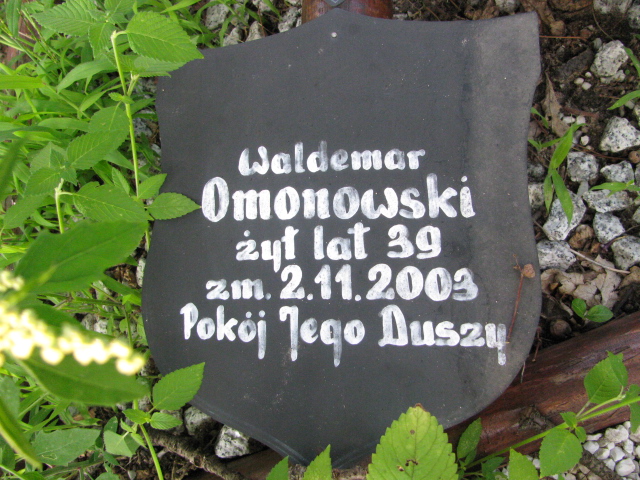 Waldemar
Omonowski
żył lat 39
zm. 2.11.2003
Pokój Jego Duszy